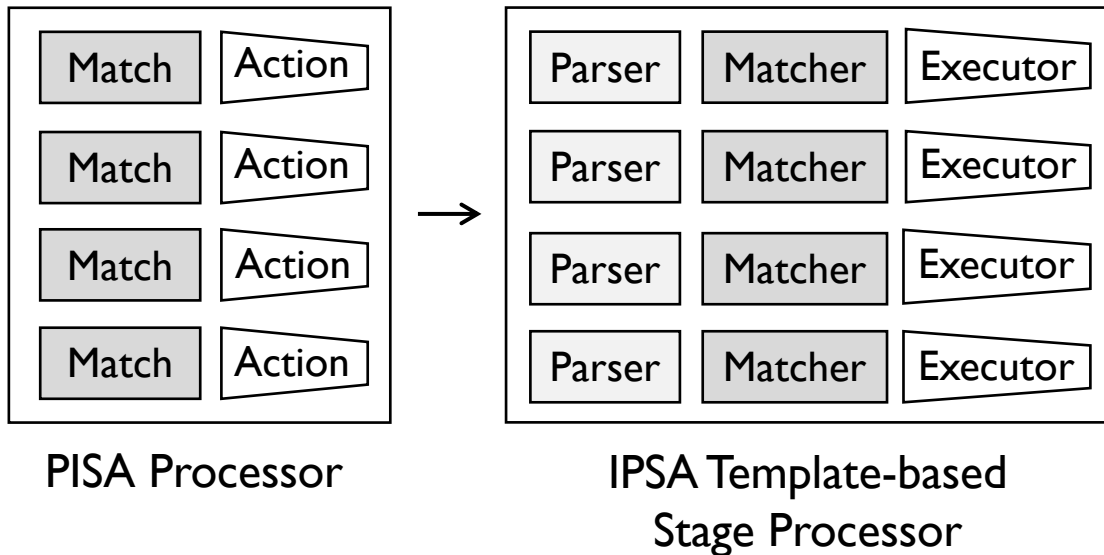 Match Action Parser Matcher Executor
Match Action Parser Matcher Executor
Match Action Parser Matcher Executor
Match Action Parser Matcher Executor
PISA Processor
IPSA Template-based
Stage Processor